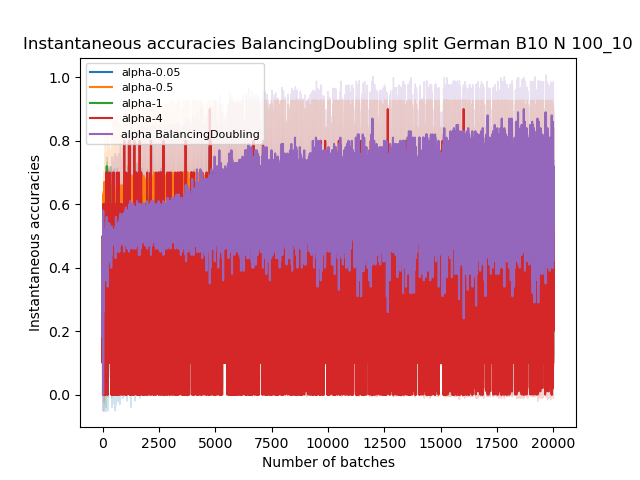 Instantaneous accuracies BalancingDoubling split German B10 N 100_10
alpha-0.05
alpha-0.5
alpha-1
alpha-4
alpha BalancingDoubling
1.0
0.8
0.6
0.4
0.2
0.0
Instantaneous accuracies
0 2500 5000 7500 10000 12500 15000 17500 20000
Number of batches